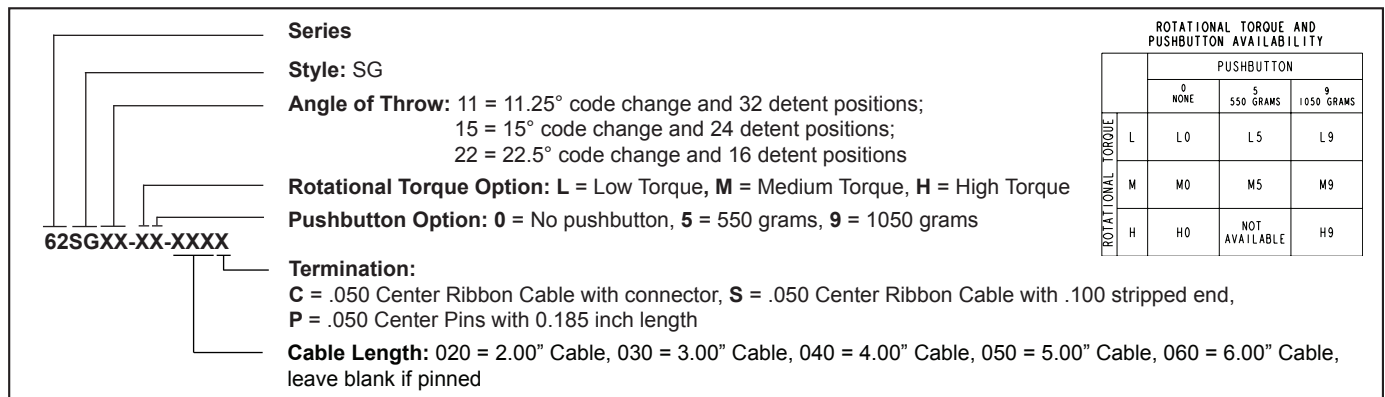 Series
Style: SG
Angle of Throw: 11 = 11.25° code change and 32 detent positions;
15 = 15° code change and 24 detent positions;
22 = 22.5° code change and 16 detent positions
Rotational Torque Option: L = Low Torque, M = Medium Torque, H = High Torque
Pushbutton Option: 0 = No pushbutton, 5 = 550 grams, 9 = 1050 grams
62SGXX-XX-XXXX
Termination:
C = .050 Center Ribbon Cable with connector, S = .050 Center Ribbon Cable with .100 stripped end,
P = .050 Center Pins with 0.185 inch length
Cable Length: 020 = 2.00” Cable, 030 = 3.00” Cable, 040 = 4.00” Cable, 050 = 5.00” Cable, 060 = 6.00” Cable,
leave blank if pinned
ROTATIONAL TORQUE AND
PUSHBUTTON AVAILABILITY
PUSHBUTTON
0 5 9
NONE 550 GRAMS 1050 GRAMS
ROTATIONAL TORQUE
L L0 L5 L9
M M0 M5 M9
H H0 NOT AVAILABLE H9